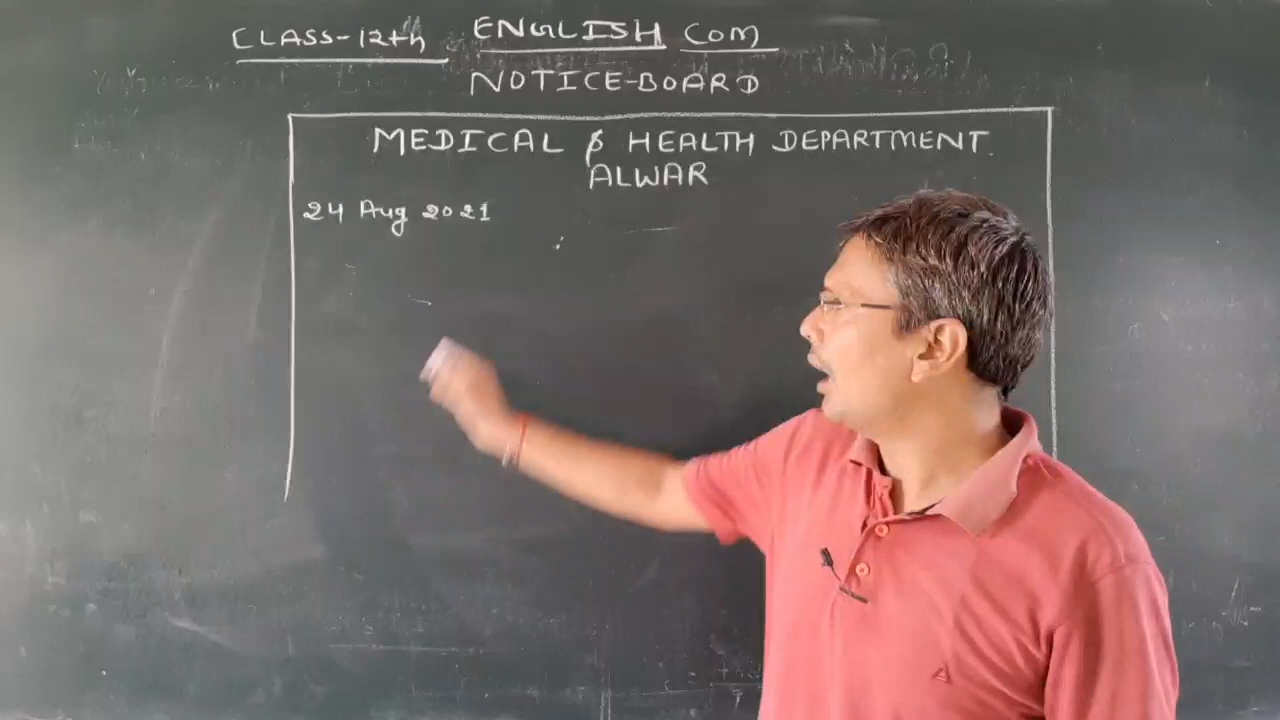 CLASS-12th ENGLISH COM
NOTICE-BOARD
MEDICAL & HEALTH DEPARTMENT.
ALWAR
24 Aug 2021